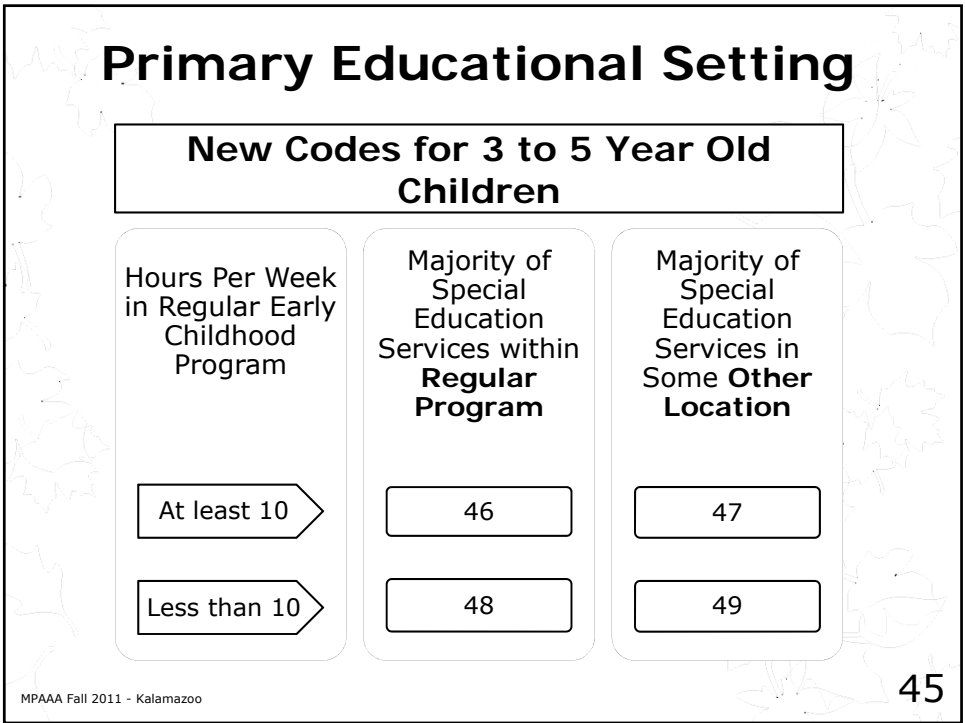 Primary Educational Setting
New Codes for 3 to 5 Year Old
Children
Hours Per Week
in Regular Early
Childhood
Program
Majority of
Special
Education
Services within
Regular
Program
Majority of
Special
Education
Services in
Some Other
Location
At least 10
46
47
Less than 10
48
49
MPAAA Fall 2011 - Kalamazoo
45